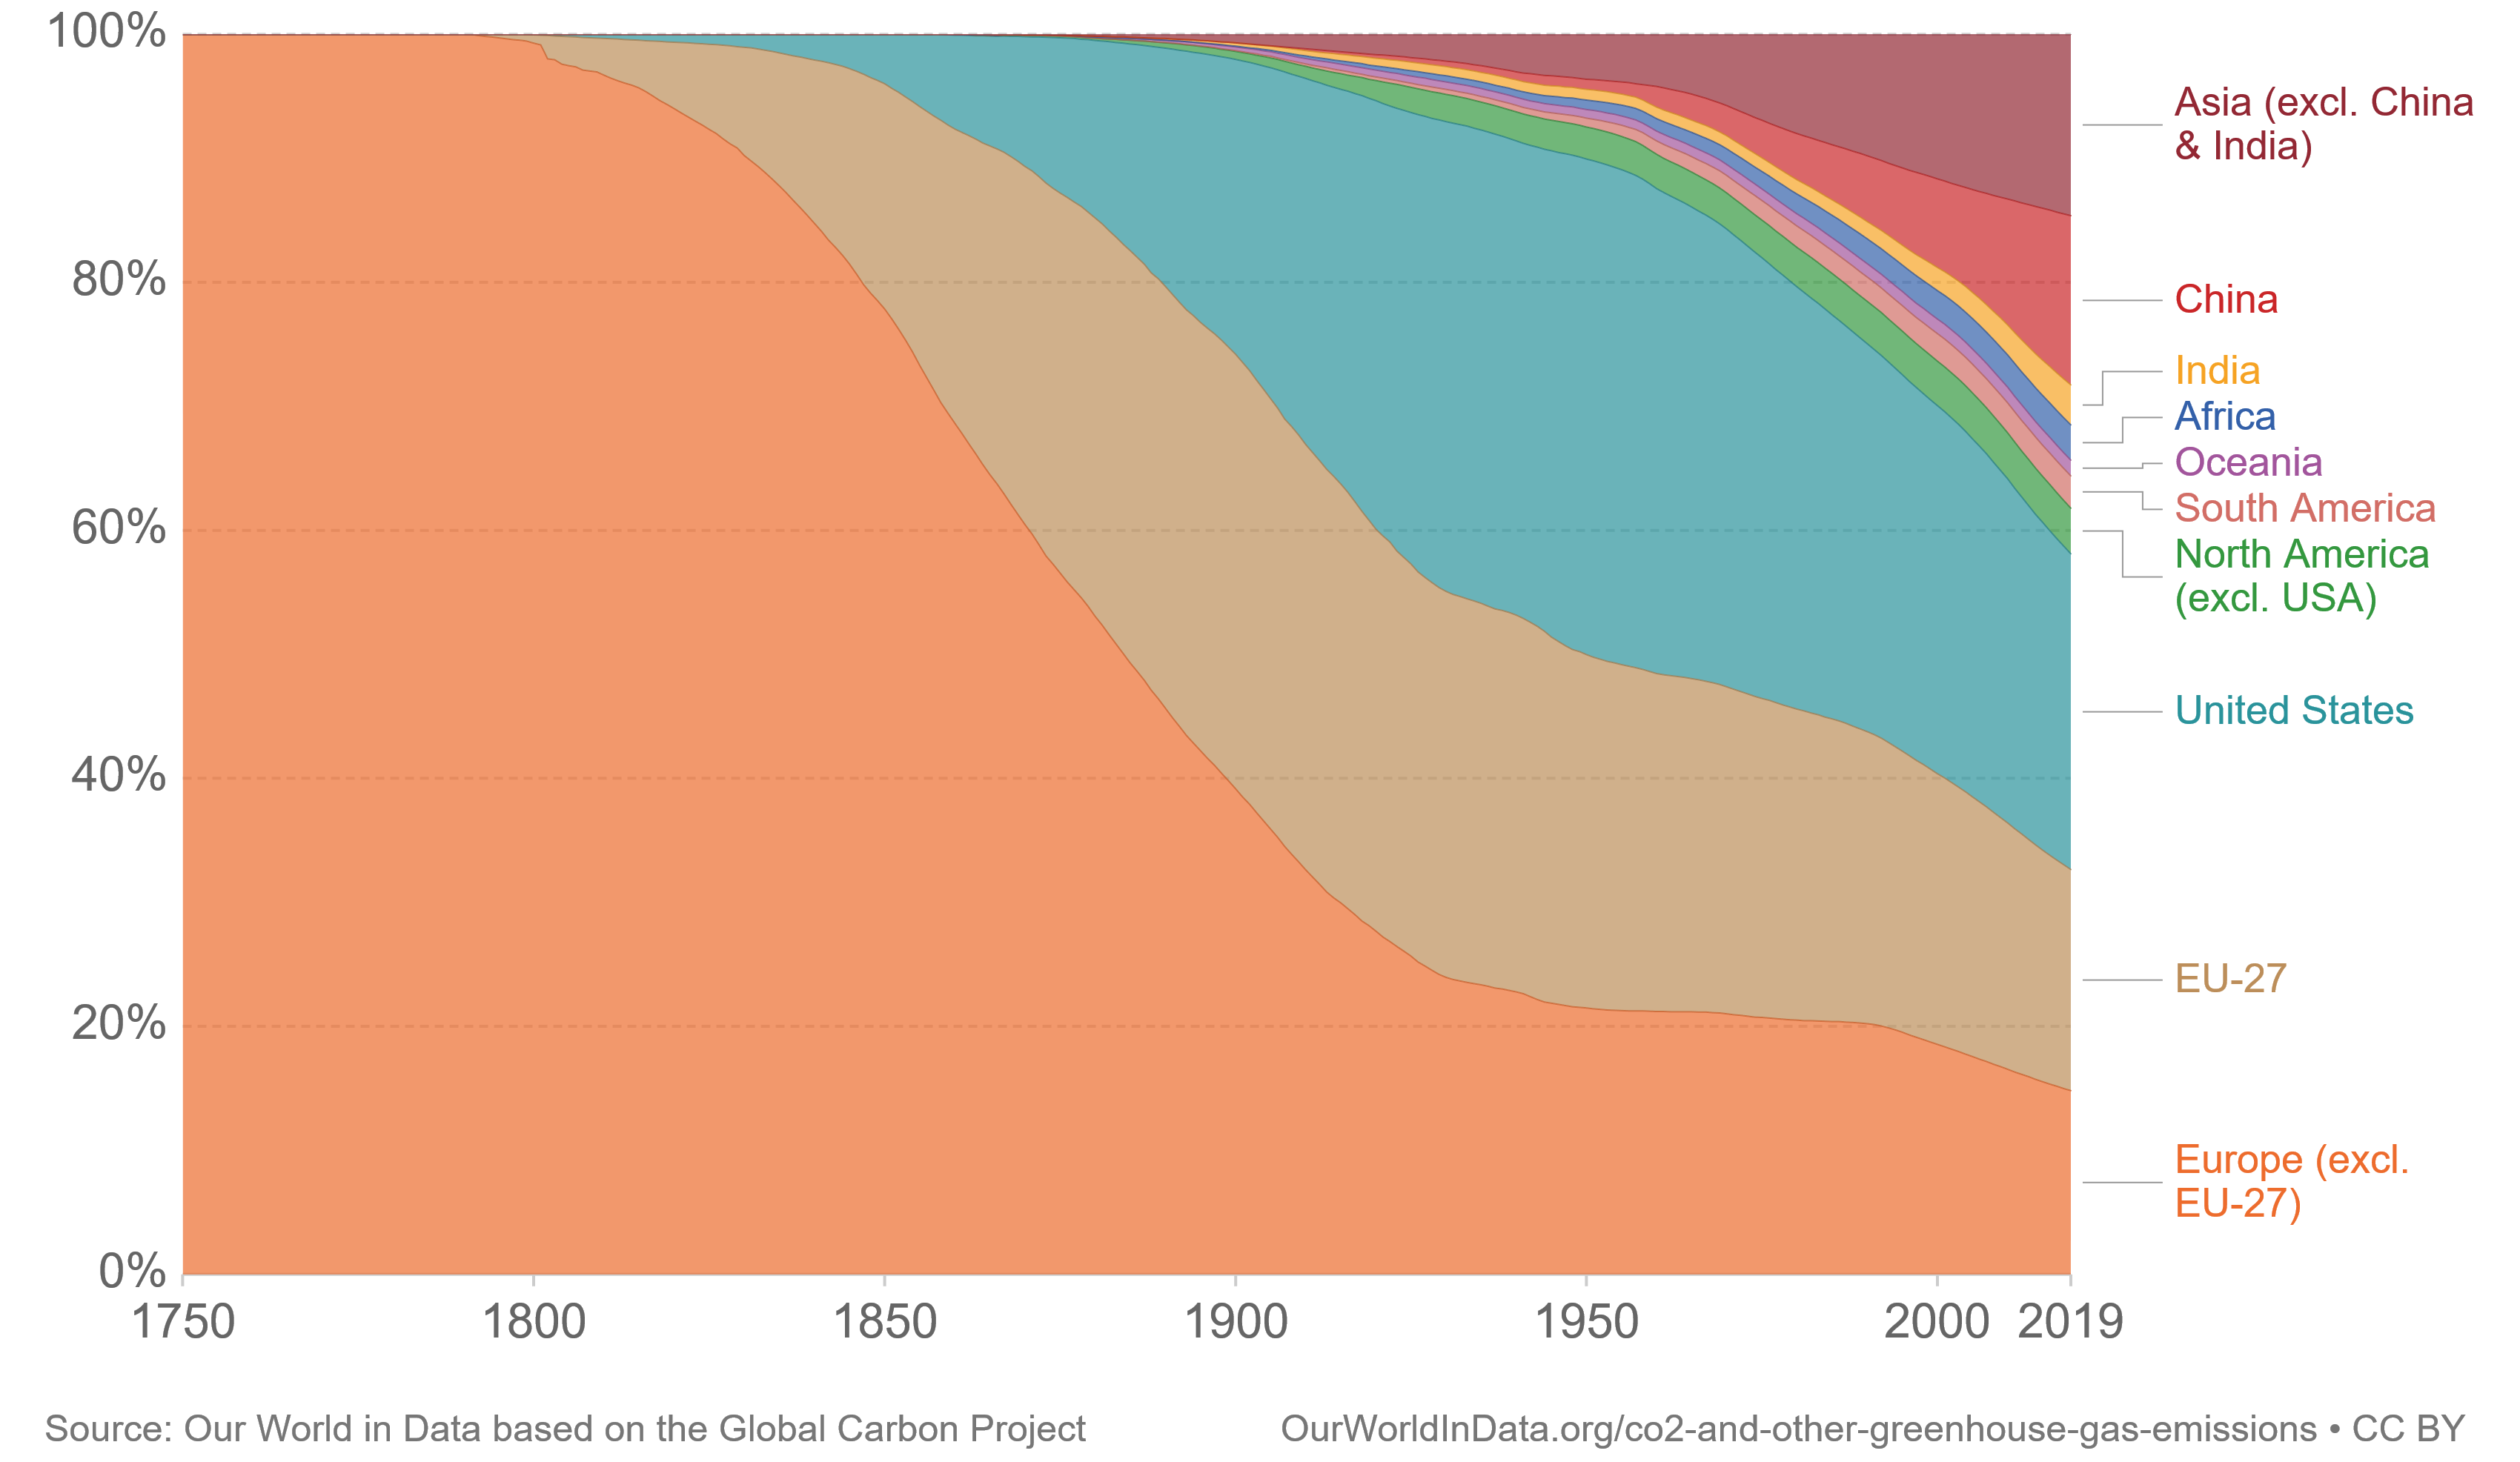 100%
80%
60%
40%
20%
0%
1750
1800
1850
1900
1950
2000
2019
Asia (excl. China
& India)
China
India
Africa
Oceania
South America
North America
(excl. USA)
United States
EU-27
Europe (excl.
EU-27)
Source: Our World in Data based on the Global Carbon Project
OurWorldInData.org/co2-and-other-greenhouse-gas-emissions • CC BY